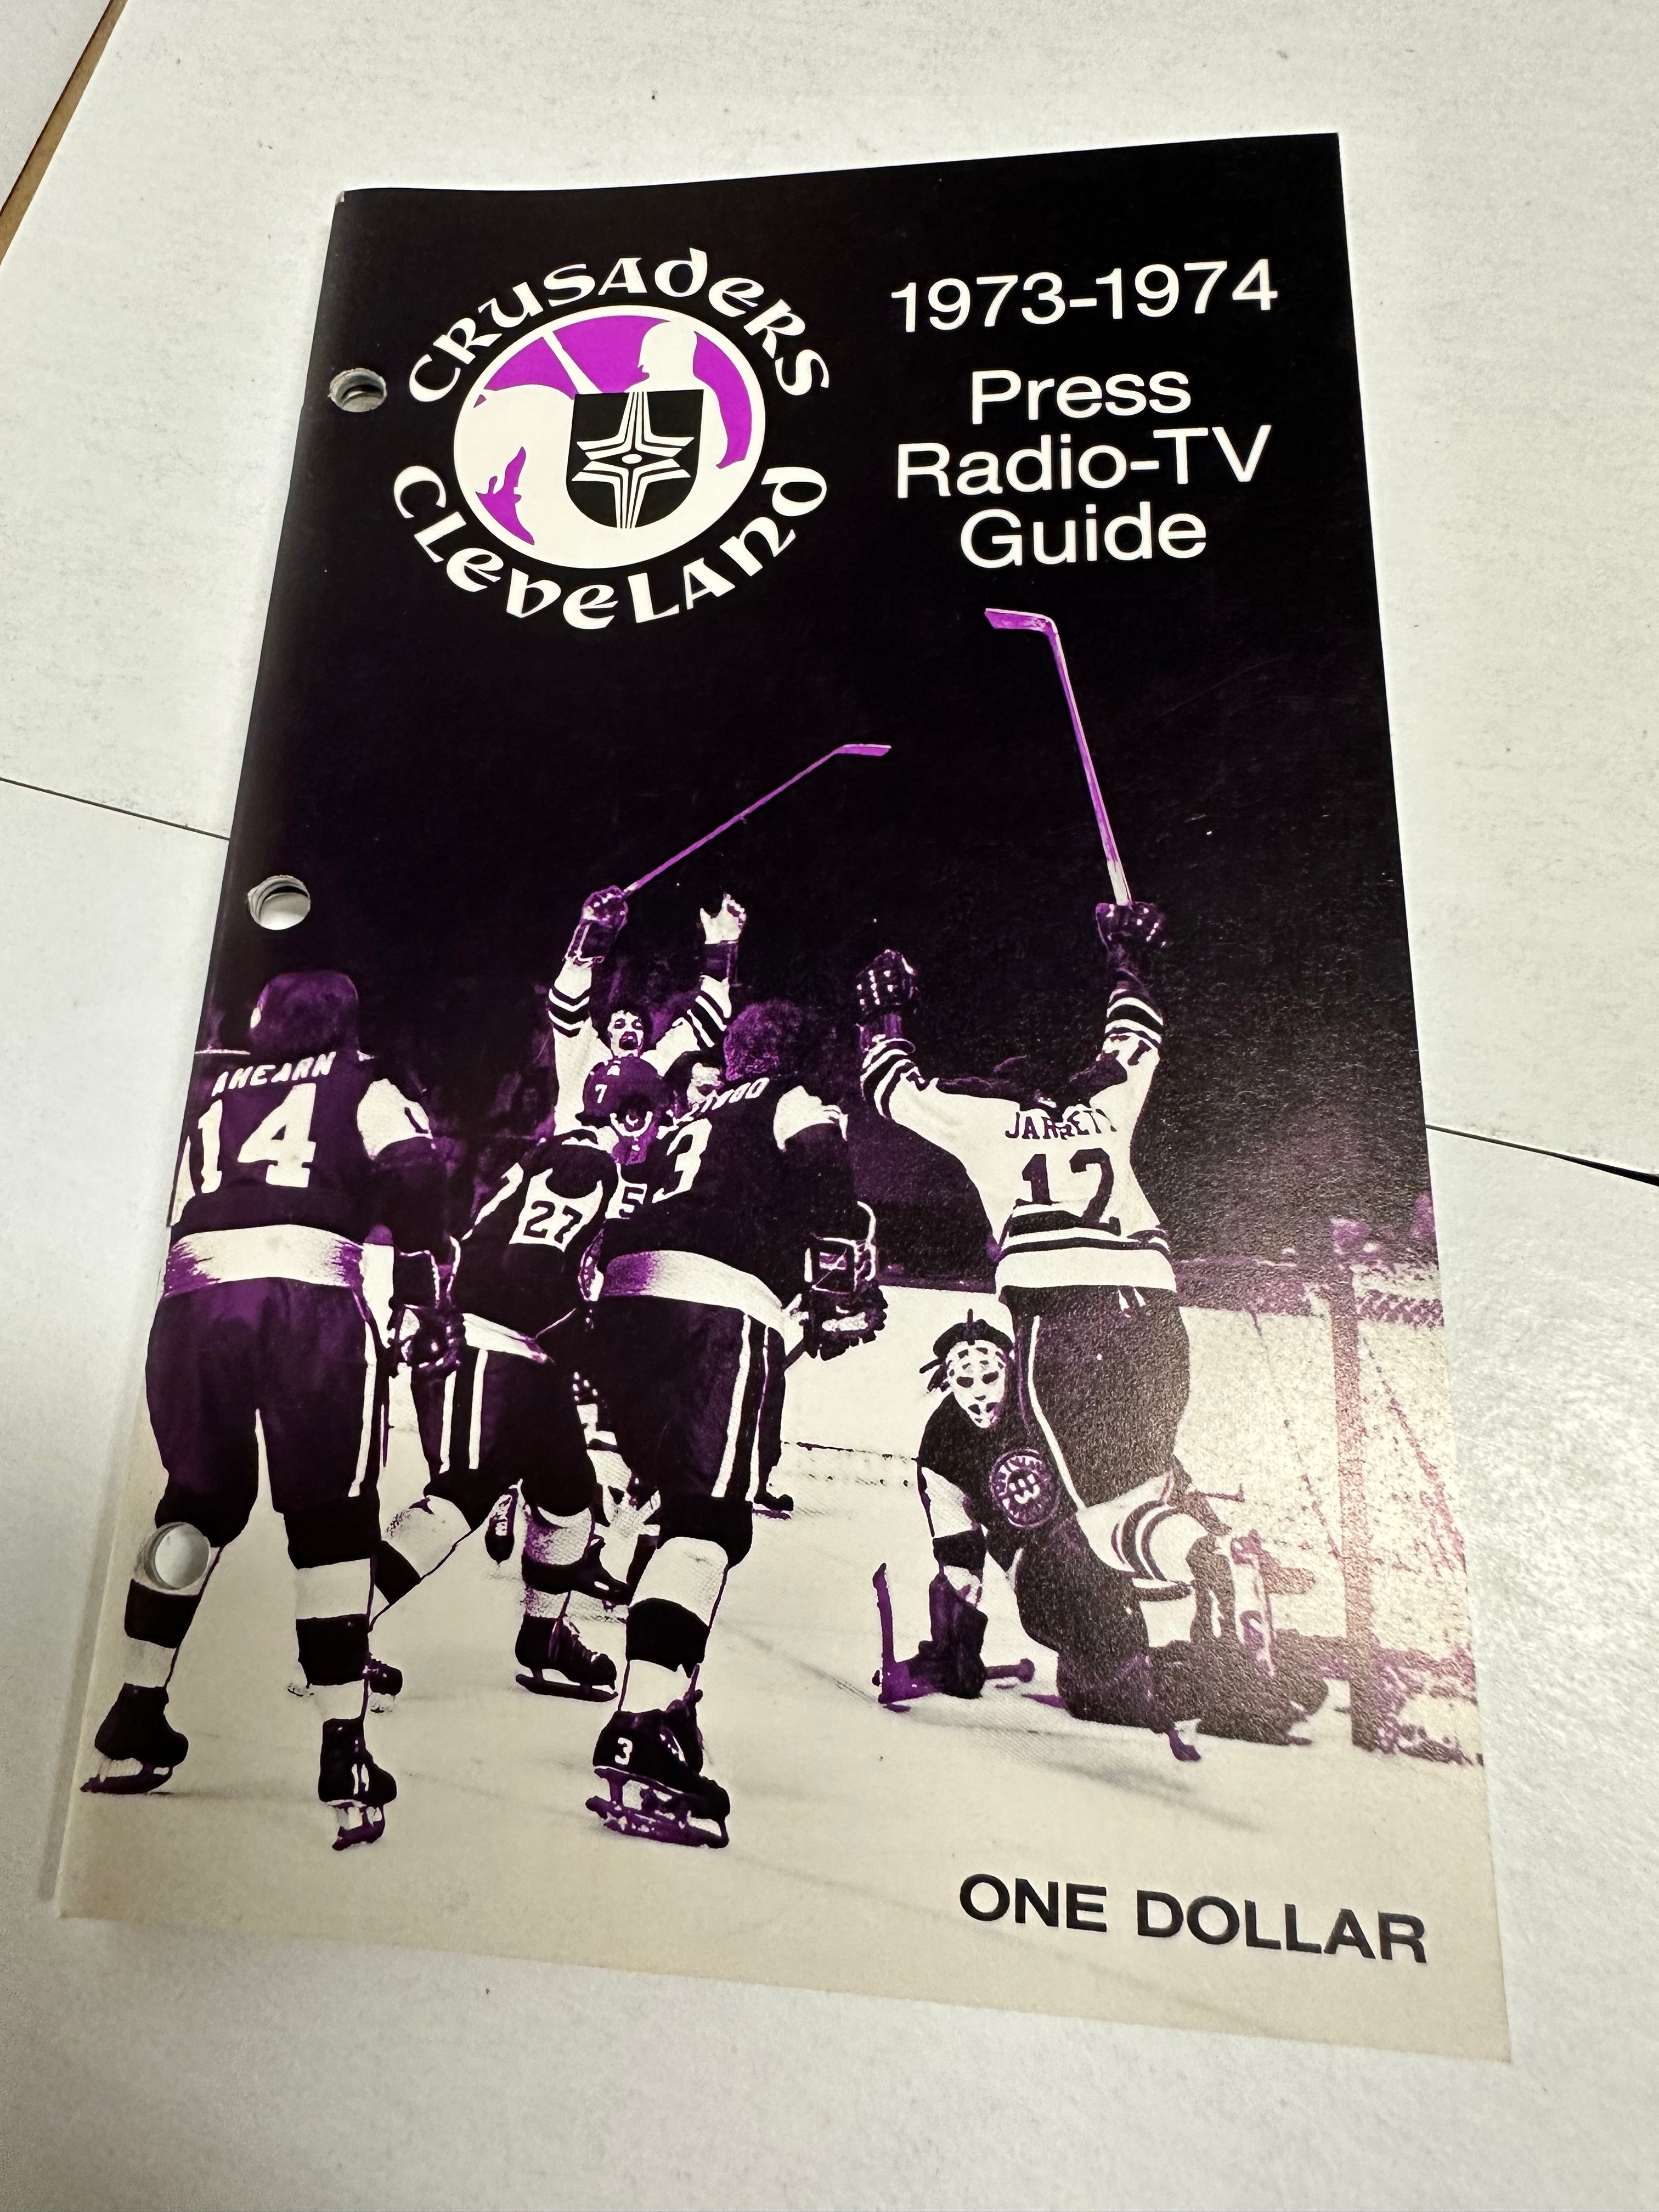 CRUSADERS
CLEVELAND
1973-1974
Press
Radio-TV
Guide
AHEARN
14
7
27
5
3
JARRETT
12
3
ONE DOLLAR